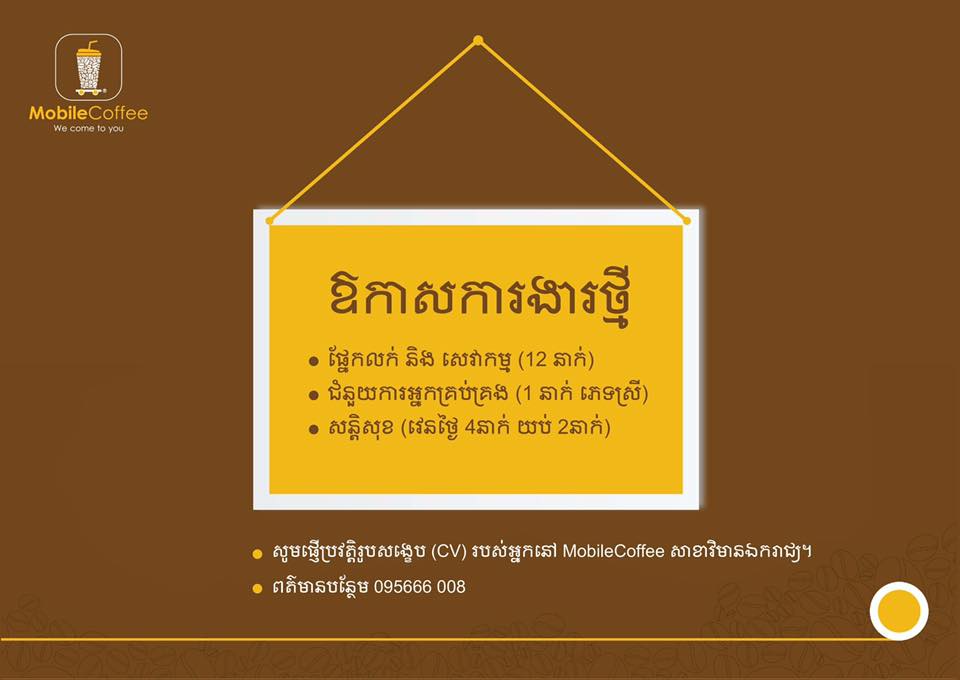 MobileCoffee
We come to you
ឱកាសការងារថ្មី
● ផ្នែកលក់ និង សេវាកម្ម (12 នាក់)
● ជំនួយការអ្នកគ្រប់គ្រង (1 នាក់ ភេទស្រី)
● សន្តិសុខ (វេនថ្ងៃ 4នាក់ យប់ 2នាក់)
● សូមផ្ញើប្រវត្តិរូបសង្ខេប (CV) របស់អ្នកនៅ MobileCoffee សាខាវិមានឯករាជ្យ។
● ពត៌មានបន្ថែម 095666 008